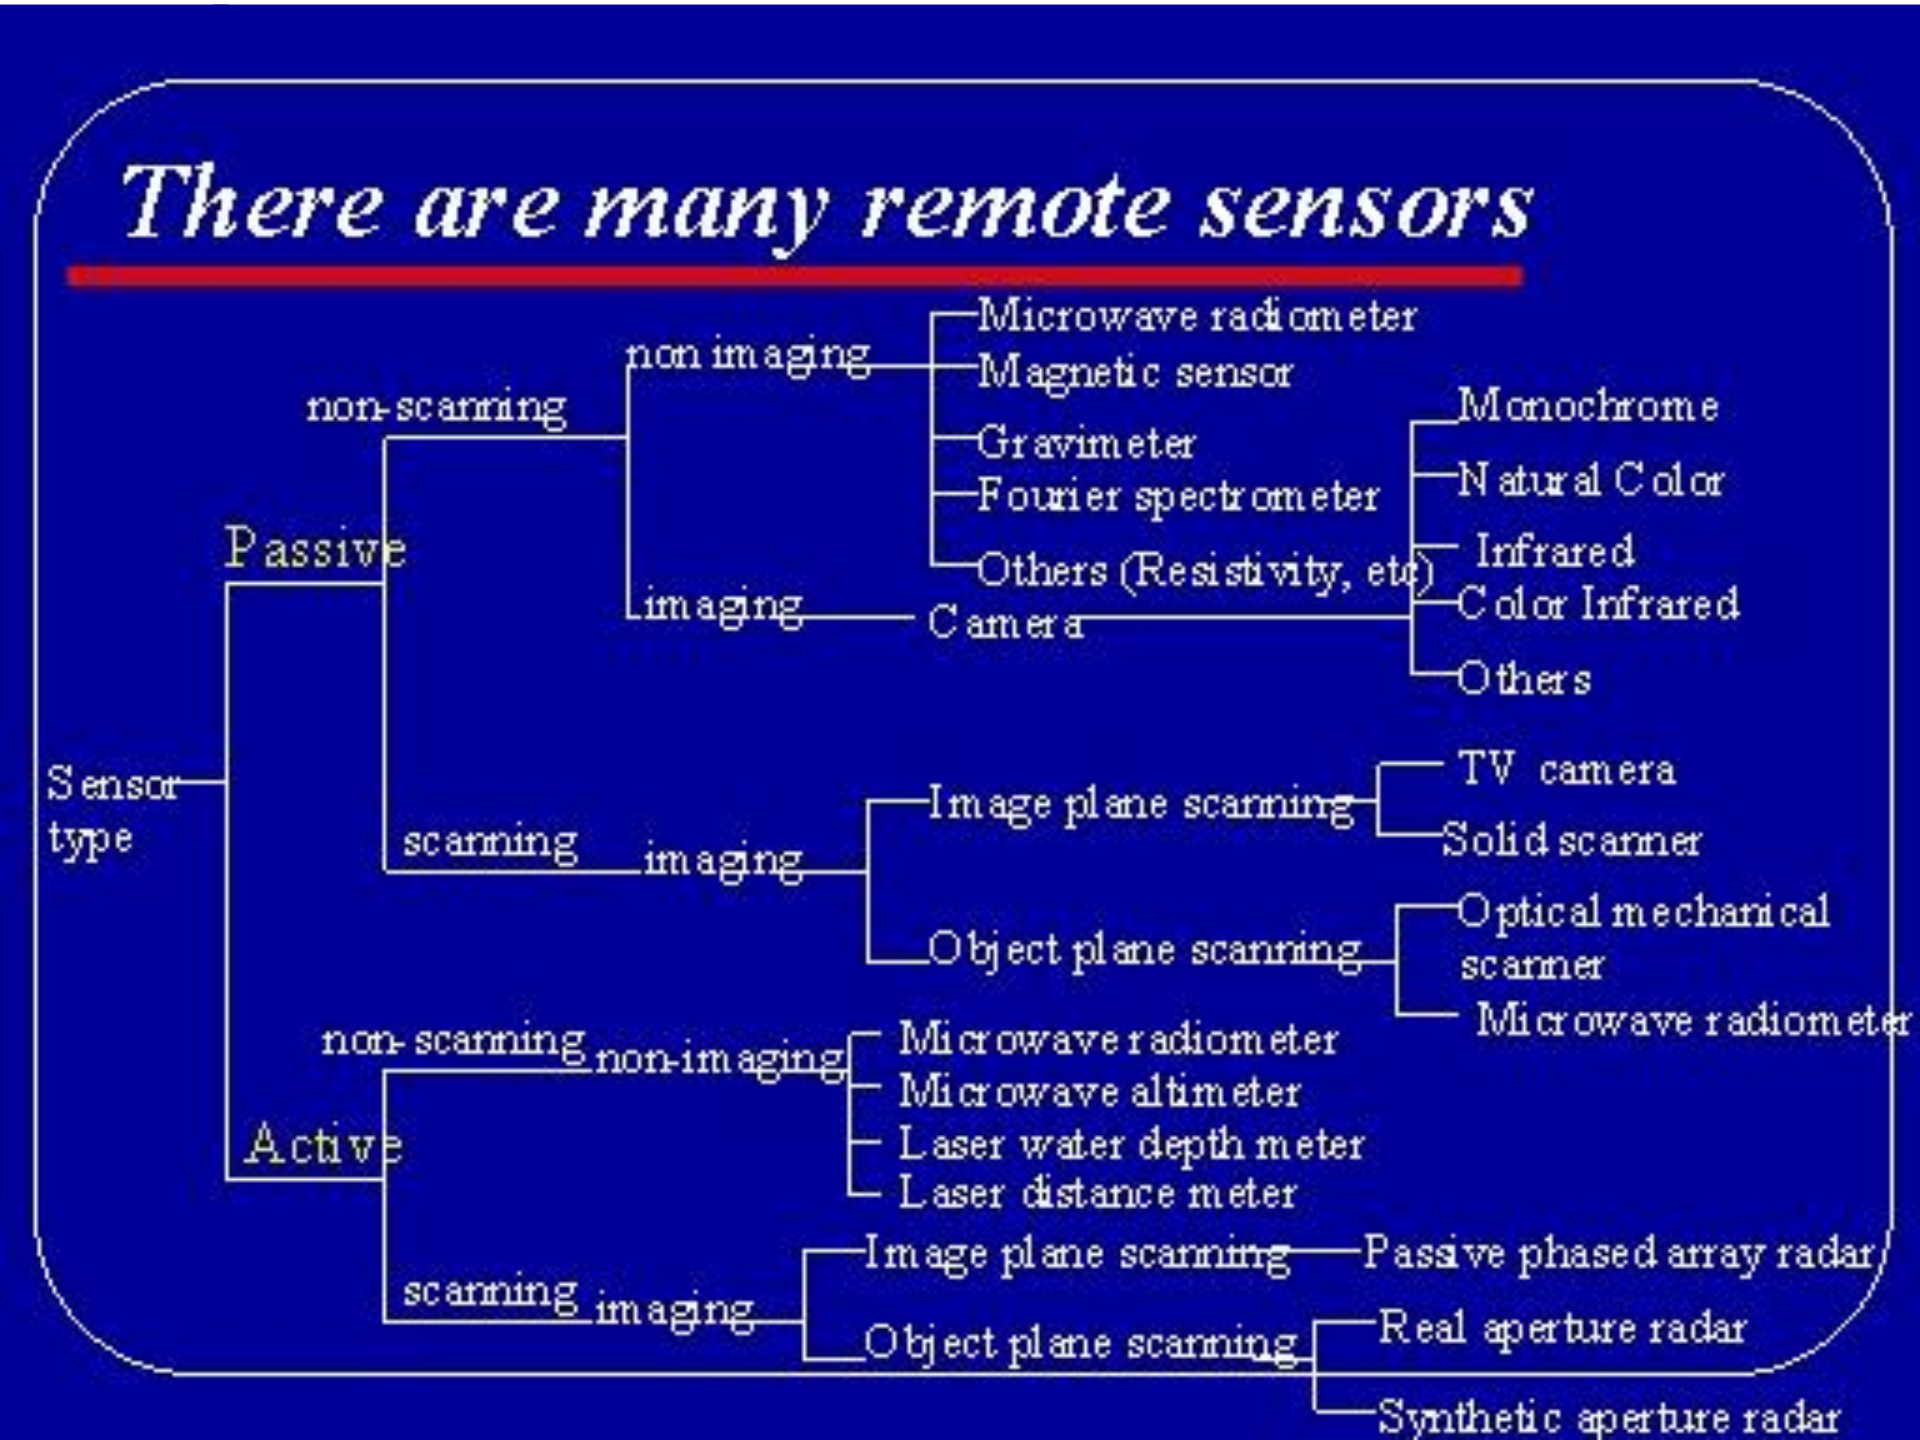 There are many remote sensors
Microwave radiometer
non imaging
Magnetic sensor
non-scanning
Monochrome
Gravimeter
Natural Color
Fourier spectrometer
Passive
Infrared
Others (Resistivity, etc)
imaging
Camera
Color Infrared
Others
Sensor
type
TV camera
Image plane scanning
Solid scanner
scanning
imaging
Optical mechanical
scanner
Object plane scanning
Microwave radiometer
non-scanning
non-imaging
Microwave radiometer
Microwave altimeter
Active
Laser water depth meter
Laser distance meter
Image plane scanning
Passive phased array radar
scanning
imaging
Object plane scanning
Real aperture radar
Synthetic aperture radar